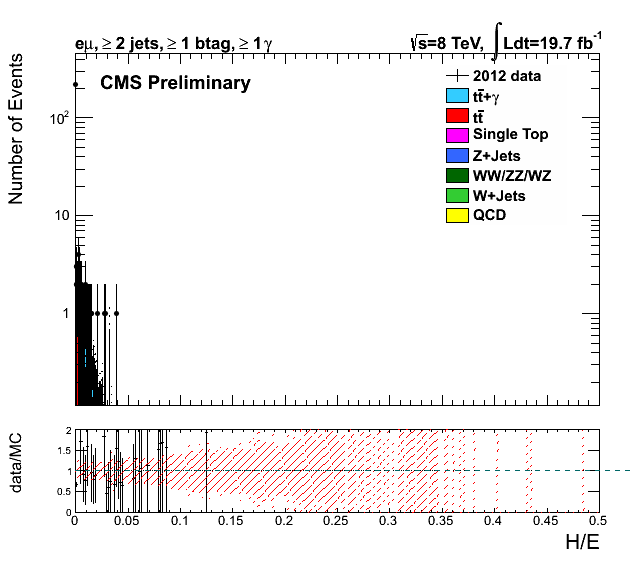 eμ, ≥ 2 jets, ≥ 1 btag, ≥ 1 γ
√s=8 TeV, ∫ Ldt=19.7 fb⁻¹
CMS Preliminary
2012 data
tt̄+γ
tt̄
Single Top
Z+Jets
WW/ZZ/WZ
W+Jets
QCD
Number of Events
10²
10
1
data/MC
2
1.5
1
0.5
0
0 0.05 0.1 0.15 0.2 0.25 0.3 0.35 0.4 0.45 0.5
H/E